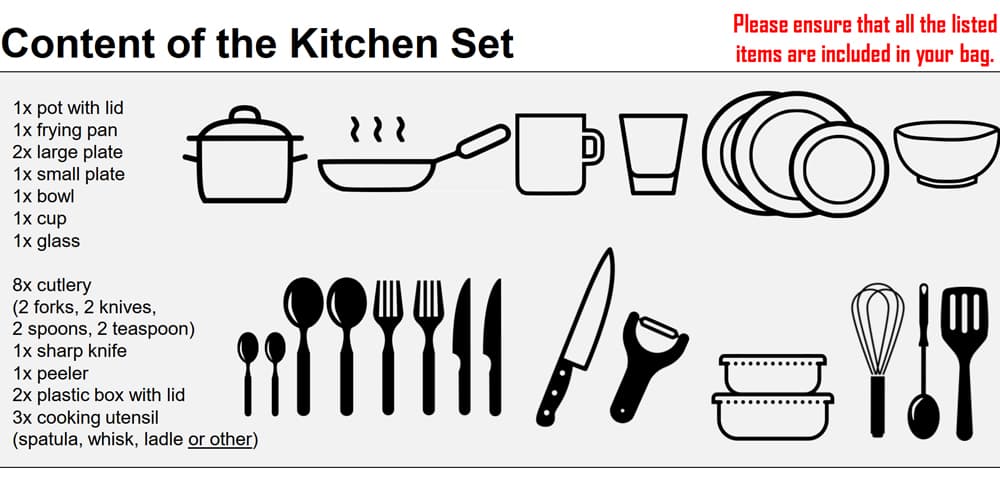 Content of the Kitchen Set
Please ensure that all the listed
items are included in your bag.
1x pot with lid
1x frying pan
2x large plate
1x small plate
1x bowl
1x cup
1x glass
8x cutlery
(2 forks, 2 knives,
2 spoons, 2 teaspoon)
1x sharp knife
1x peeler
2x plastic box with lid
3x cooking utensil
(spatula, whisk, ladle or other)